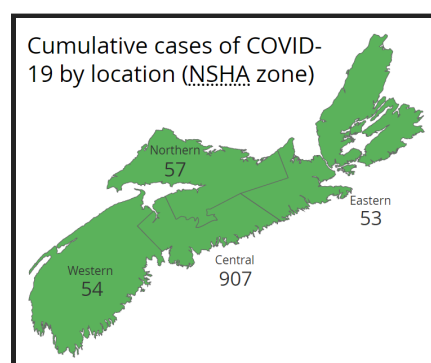 Cumulative cases of COVID-
19 by location (NSHA zone)
Northern
57
Eastern
53
Central
907
Western
54